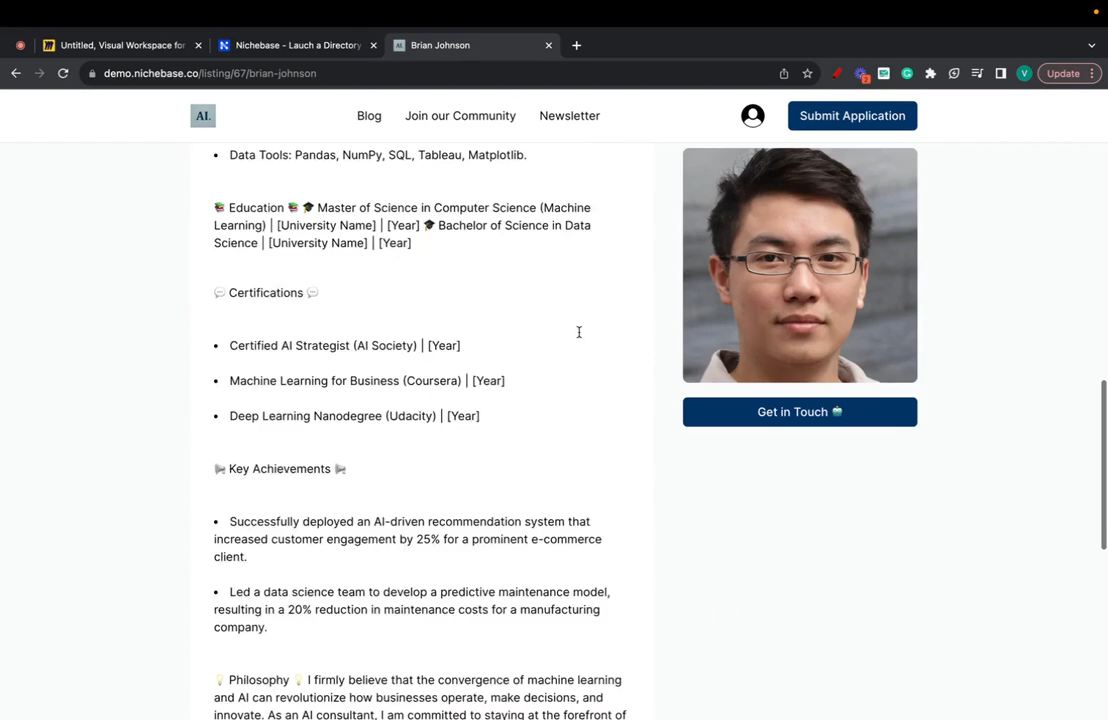 Untitled, Visual Workspace for
Nichebase - Lauch a Directory
Brian Johnson
demo.nichebase.co/listing/67/brian-johnson
2
V
Update
AI.
Blog
Join our Community
Newsletter
Submit Application
• Data Tools: Pandas, NumPy, SQL, Tableau, Matplotlib.
📚 Education 📚 🎓 Master of Science in Computer Science (Machine
Learning) | [University Name] | [Year] 🎓 Bachelor of Science in Data
Science | [University Name] | [Year]
💬 Certifications 💬
• Certified AI Strategist (AI Society) | [Year]
• Machine Learning for Business (Coursera) | [Year]
• Deep Learning Nanodegree (Udacity) | [Year]
📢 Key Achievements 📢
• Successfully deployed an AI-driven recommendation system that
increased customer engagement by 25% for a prominent e-commerce
client.
• Led a data science team to develop a predictive maintenance model,
resulting in a 20% reduction in maintenance costs for a manufacturing
company.
💡 Philosophy 💡 I firmly believe that the convergence of machine learning
and AI can revolutionize how businesses operate, make decisions, and
innovate. As an AI consultant, I am committed to staying at the forefront of
Get in Touch